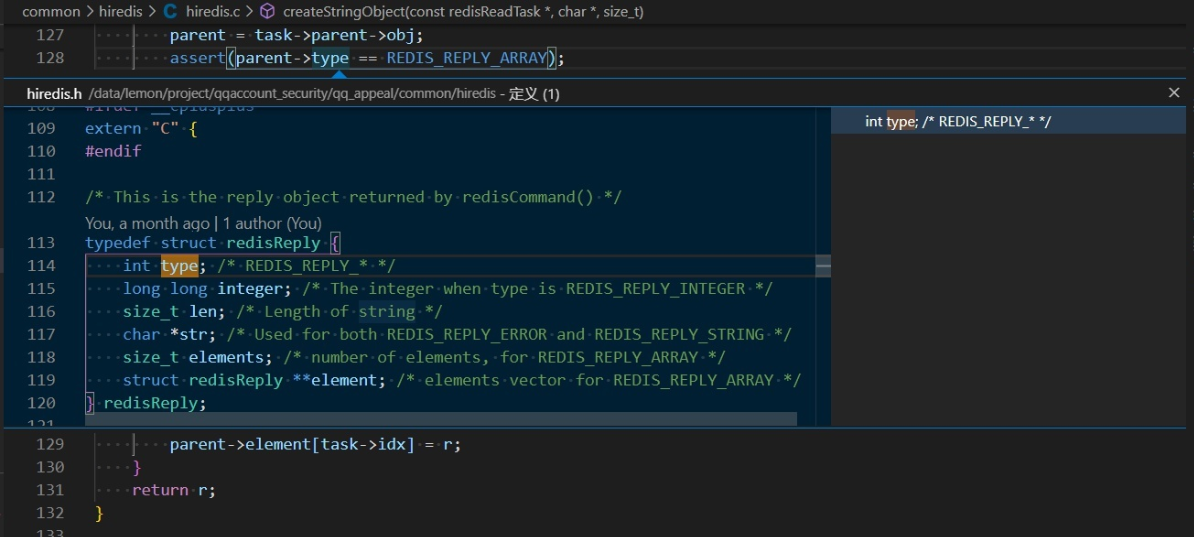 common > hiredis > C hiredis.c > createStringObject(const redisReadTask *, char *, size_t)
127 parent = task->parent->obj;
128 assert(parent->type == REDIS_REPLY_ARRAY);
hiredis.h /data/lemon/project/qqaccount_security/qq_appeal/common/hiredis - 定义 (1)
int type; /* REDIS_REPLY_* */
108 #ifdef __cplusplus
109 extern "C" {
110 #endif
111
112 /* This is the reply object returned by redisCommand() */
You, a month ago | 1 author (You)
113 typedef struct redisReply {
114 int type; /* REDIS_REPLY_* */
115 long long integer; /* The integer when type is REDIS_REPLY_INTEGER */
116 size_t len; /* Length of string */
117 char *str; /* Used for both REDIS_REPLY_ERROR and REDIS_REPLY_STRING */
118 size_t elements; /* number of elements, for REDIS_REPLY_ARRAY */
119 struct redisReply **element; /* elements vector for REDIS_REPLY_ARRAY */
120 } redisReply;
121
129 parent->element[task->idx] = r;
130 }
131 return r;
132 }
133